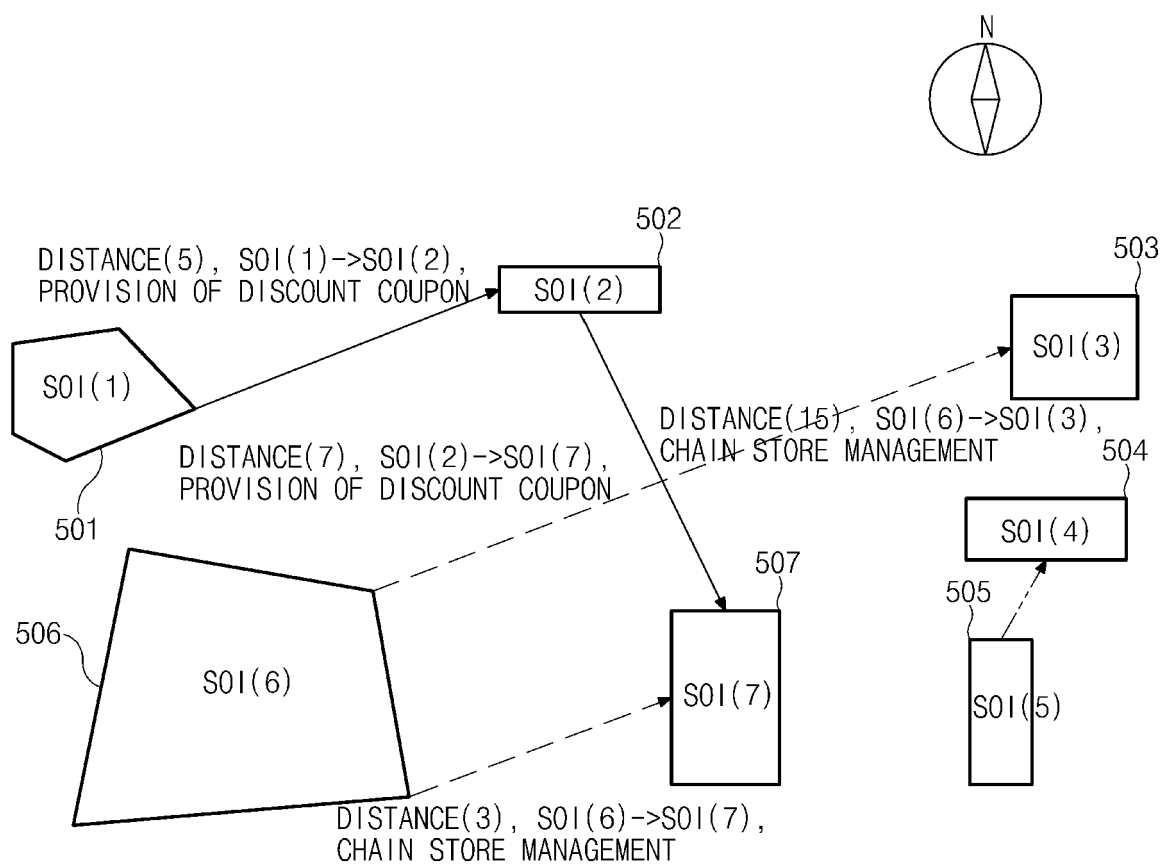 N
502
DISTANCE(5), SOI(1)->SOI(2),
PROVISION OF DISCOUNT COUPON
SOI(2)
503
SOI(3)
SOI(1)
DISTANCE(15), SOI(6)->SOI(3),
CHAIN STORE MANAGEMENT
DISTANCE(7), SOI(2)->SOI(7),
PROVISION OF DISCOUNT COUPON
504
501
SOI(4)
507
505
506
SOI(6)
SOI(7)
SOI(5)
DISTANCE(3), SOI(6)->SOI(7),
CHAIN STORE MANAGEMENT